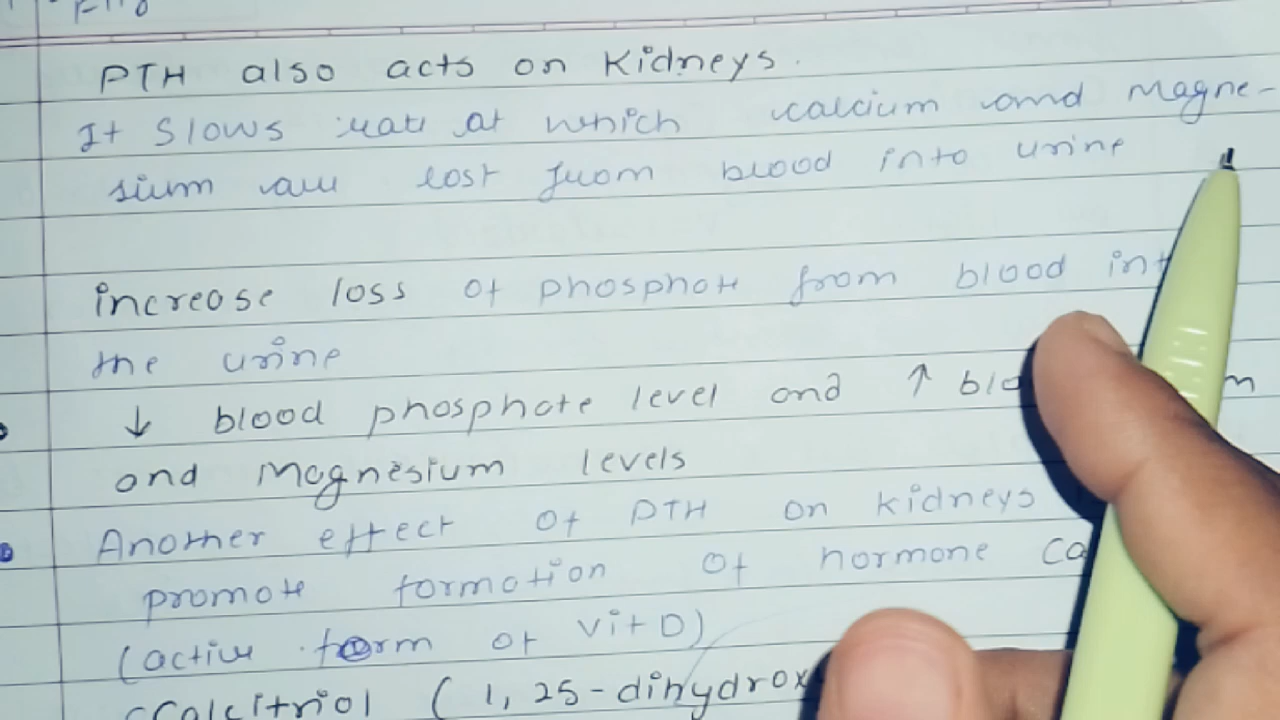 PTH also acts on Kidneys.
It slows rate at which calcium and Magne-
sium are lost from blood into urine
increase loss of phosphate from blood int
the urine
↓ blood phosphate level and ↑ blo
and Magnesium levels
Another effect of PTH on kidneys
promote formation of hormone Ca
(active form of Vit D)
Calcitriol ( 1, 25-dihydrox